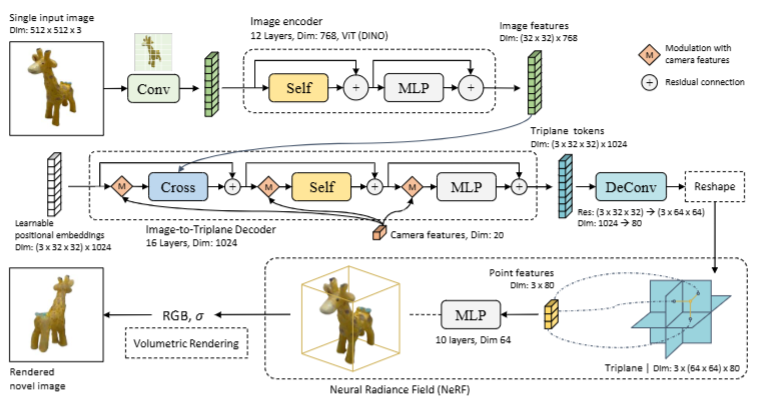 Single input image
Dim: 512 x 512 x 3
Conv
Image encoder
12 Layers, Dim: 768, ViT (DINO)
Self
+
MLP
+
Image features
Dim: (32 x 32) x 768
M
Modulation with
camera features
+
Residual connection
Learnable
positional embeddings
Dim: (3 x 32 x 32) x 1024
M
Cross
+
M
Self
+
M
MLP
+
Image-to-Triplane Decoder
16 Layers, Dim: 1024
Camera features, Dim: 20
Triplane tokens
Dim: (3 x 32 x 32) x 1024
DeConv
Res: (3 x 32 x 32) → (3 x 64 x 64)
Dim: 1024 → 80
Reshape
Triplane | Dim: 3 x (64 x 64) x 80
Point features
Dim: 3 x 80
MLP
10 layers, Dim 64
Neural Radiance Field (NeRF)
RGB, σ
Volumetric Rendering
Rendered
novel image